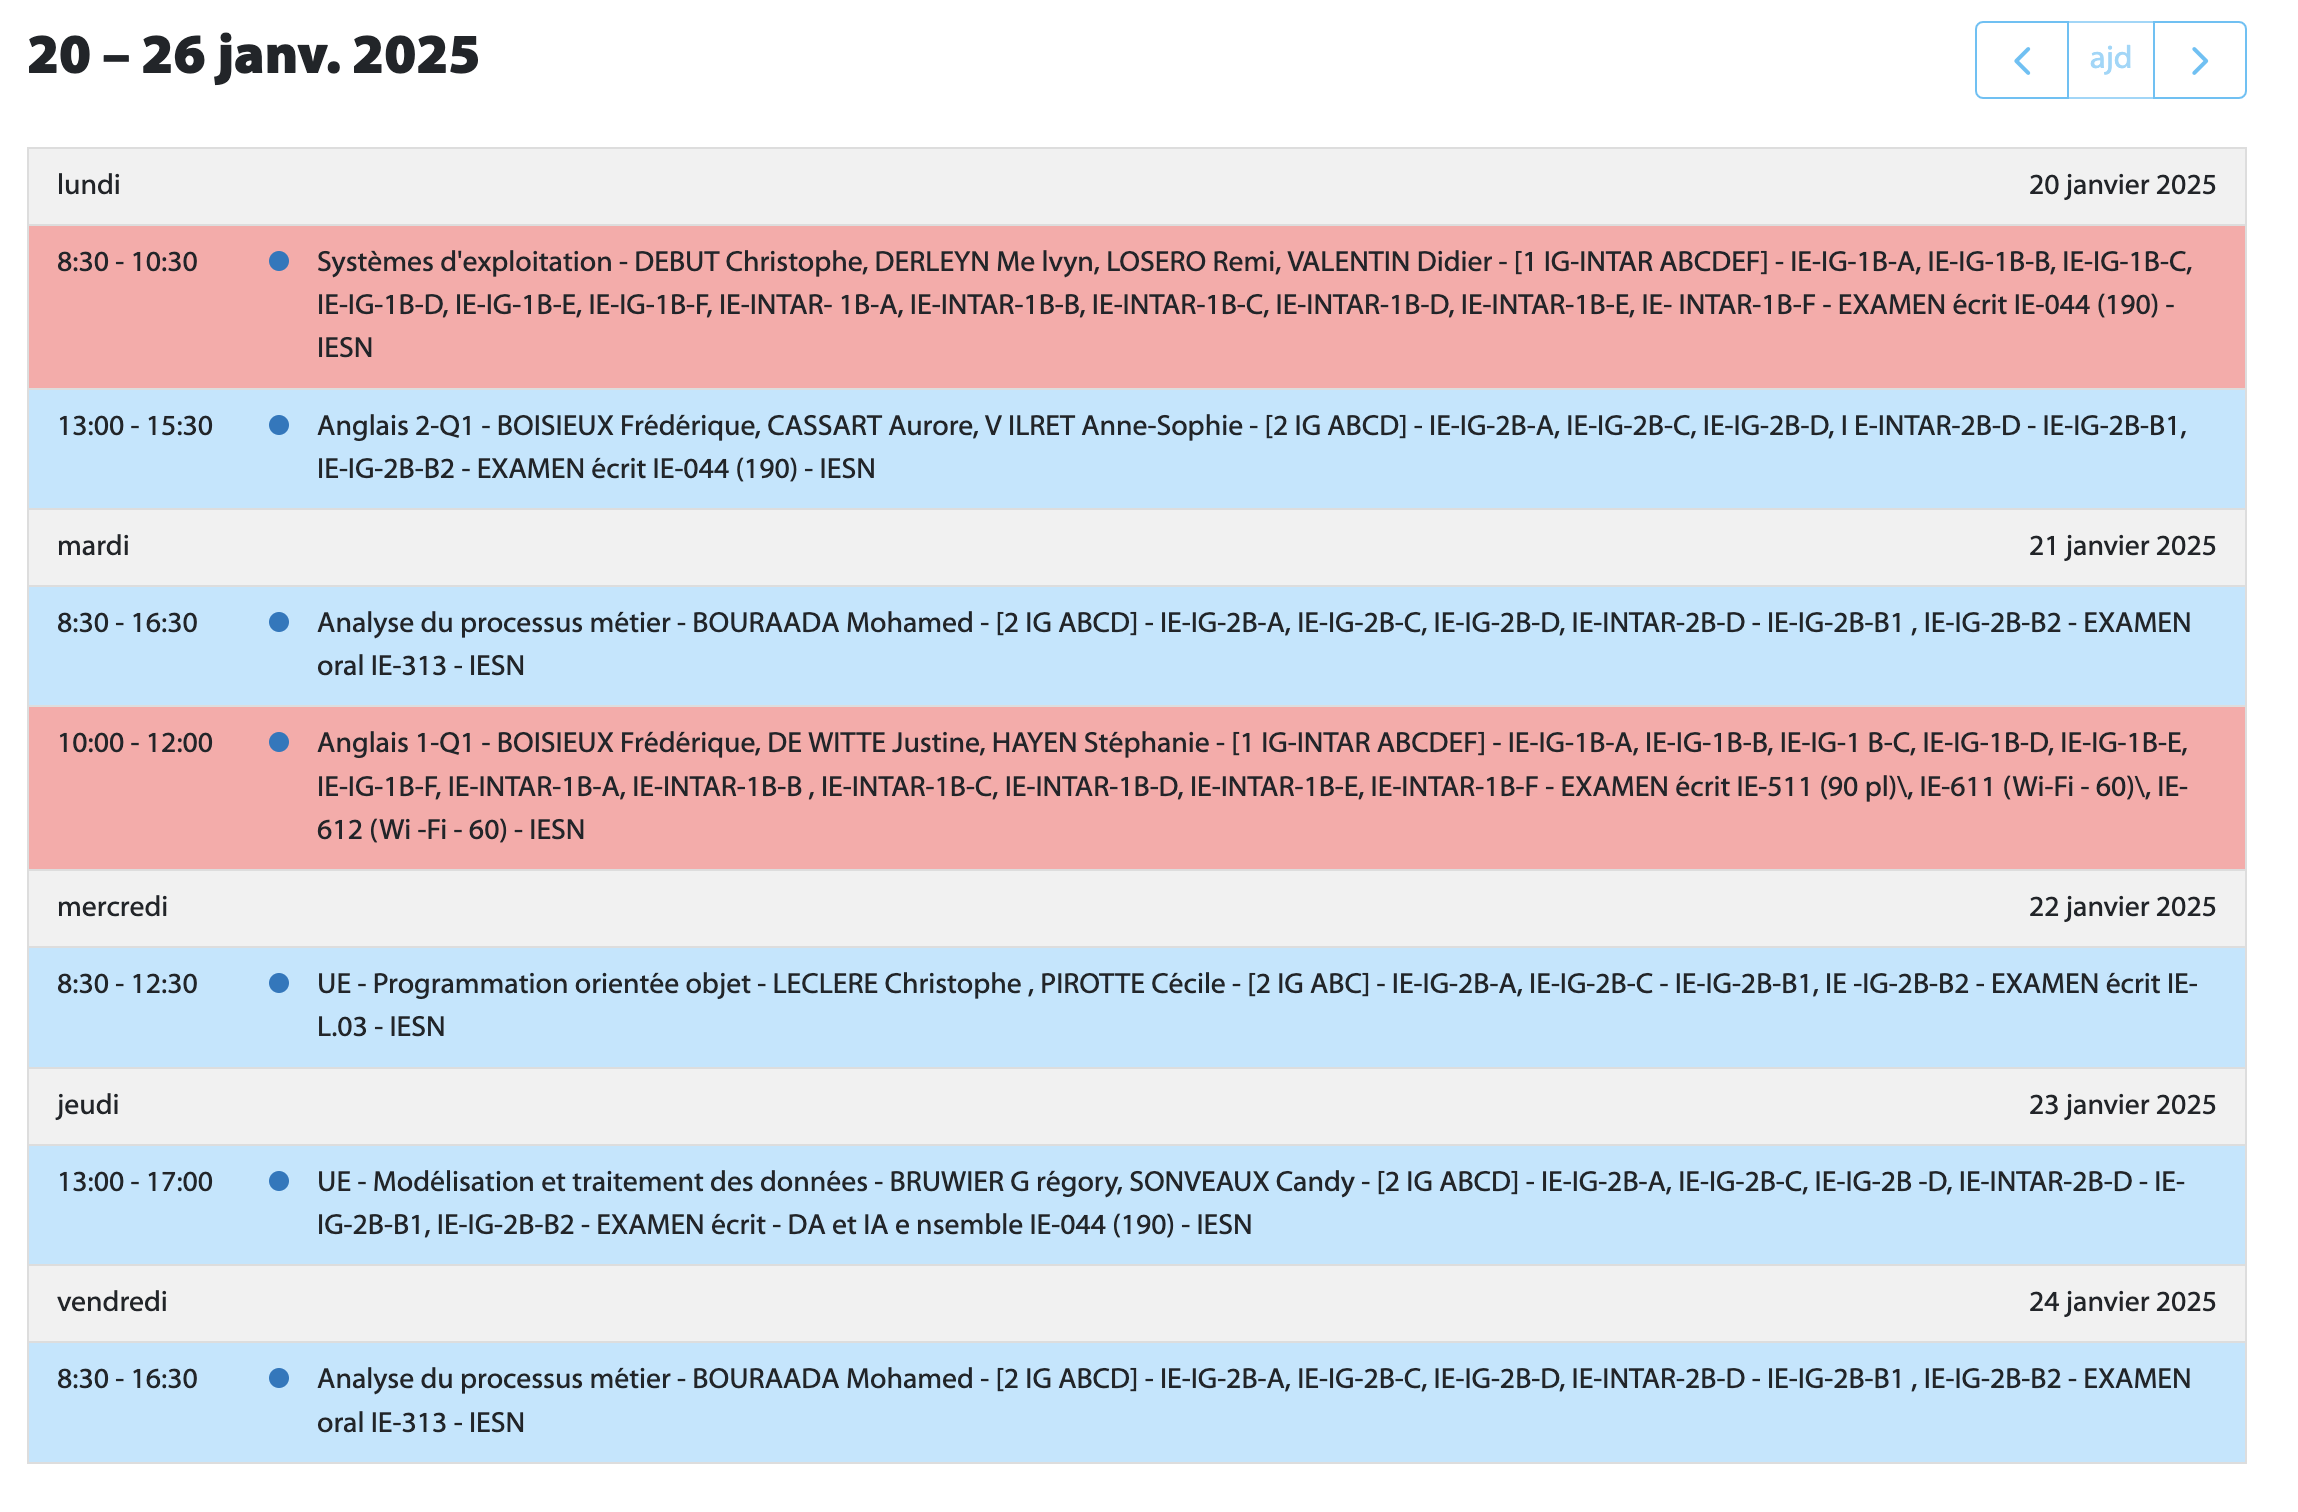 20 – 26 janv. 2025
ajd
lundi 20 janvier 2025
8:30 - 10:30 Systèmes d'exploitation - DEBUT Christophe, DERLEYN Me lvyn, LOSERO Remi, VALENTIN Didier - [1 IG-INTAR ABCDEF] - IE-IG-1B-A, IE-IG-1B-B, IE-IG-1B-C,
IE-IG-1B-D, IE-IG-1B-E, IE-IG-1B-F, IE-INTAR- 1B-A, IE-INTAR-1B-B, IE-INTAR-1B-C, IE-INTAR-1B-D, IE-INTAR-1B-E, IE- INTAR-1B-F - EXAMEN écrit IE-044 (190) -
IESN
13:00 - 15:30 Anglais 2-Q1 - BOISIEUX Frédérique, CASSART Aurore, V ILRET Anne-Sophie - [2 IG ABCD] - IE-IG-2B-A, IE-IG-2B-C, IE-IG-2B-D, I E-INTAR-2B-D - IE-IG-2B-B1,
IE-IG-2B-B2 - EXAMEN écrit IE-044 (190) - IESN
mardi 21 janvier 2025
8:30 - 16:30 Analyse du processus métier - BOURAADA Mohamed - [2 IG ABCD] - IE-IG-2B-A, IE-IG-2B-C, IE-IG-2B-D, IE-INTAR-2B-D - IE-IG-2B-B1 , IE-IG-2B-B2 - EXAMEN
oral IE-313 - IESN
10:00 - 12:00 Anglais 1-Q1 - BOISIEUX Frédérique, DE WITTE Justine, HAYEN Stéphanie - [1 IG-INTAR ABCDEF] - IE-IG-1B-A, IE-IG-1B-B, IE-IG-1 B-C, IE-IG-1B-D, IE-IG-1B-E,
IE-IG-1B-F, IE-INTAR-1B-A, IE-INTAR-1B-B , IE-INTAR-1B-C, IE-INTAR-1B-D, IE-INTAR-1B-E, IE-INTAR-1B-F - EXAMEN écrit IE-511 (90 pl)\, IE-611 (Wi-Fi - 60)\, IE-
612 (Wi -Fi - 60) - IESN
mercredi 22 janvier 2025
8:30 - 12:30 UE - Programmation orientée objet - LECLERE Christophe , PIROTTE Cécile - [2 IG ABC] - IE-IG-2B-A, IE-IG-2B-C - IE-IG-2B-B1, IE -IG-2B-B2 - EXAMEN écrit IE-
L.03 - IESN
jeudi 23 janvier 2025
13:00 - 17:00 UE - Modélisation et traitement des données - BRUWIER G régory, SONVEAUX Candy - [2 IG ABCD] - IE-IG-2B-A, IE-IG-2B-C, IE-IG-2B -D, IE-INTAR-2B-D - IE-
IG-2B-B1, IE-IG-2B-B2 - EXAMEN écrit - DA et IA e nsemble IE-044 (190) - IESN
vendredi 24 janvier 2025
8:30 - 16:30 Analyse du processus métier - BOURAADA Mohamed - [2 IG ABCD] - IE-IG-2B-A, IE-IG-2B-C, IE-IG-2B-D, IE-INTAR-2B-D - IE-IG-2B-B1 , IE-IG-2B-B2 - EXAMEN
oral IE-313 - IESN